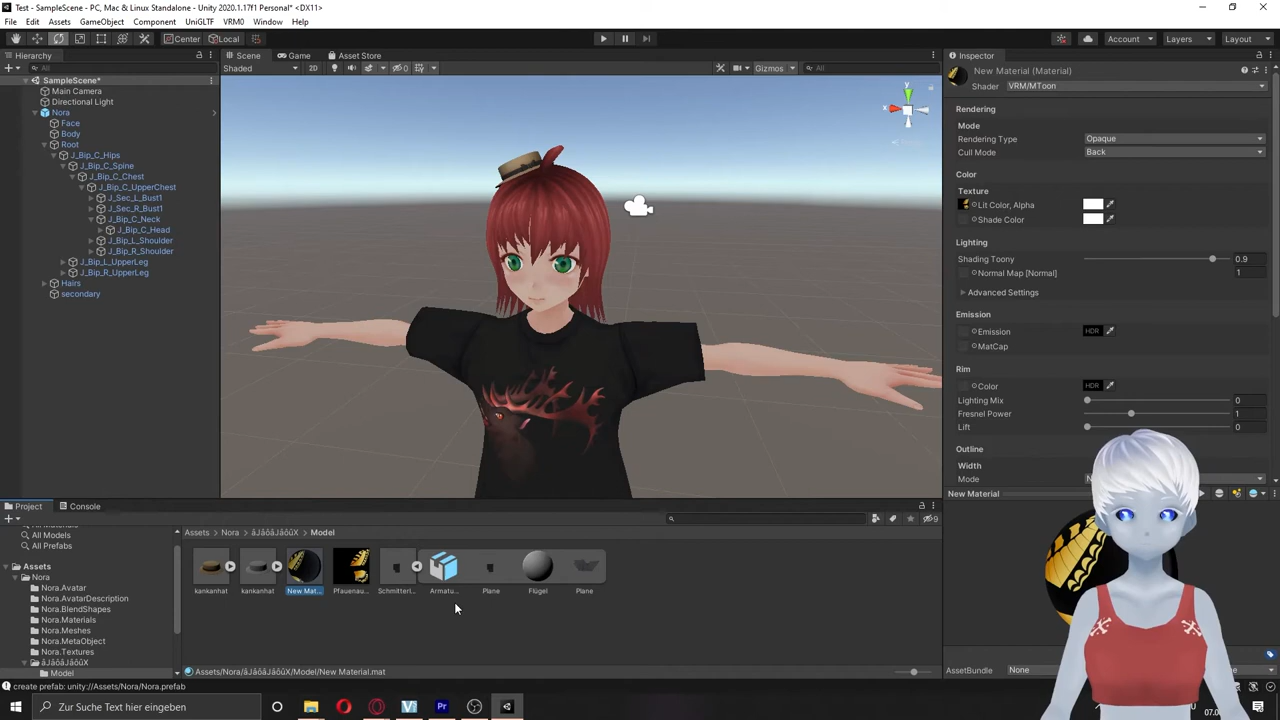 Test - SampleScene - PC, Mac & Linux Standalone - Unity 2020.1.17f1 Personal* <DX11>
File Edit Assets GameObject Component UniGLTF VRM0 Window Help
Center Local
Account Layers Layout
Hierarchy
All
SampleScene*
Main Camera
Directional Light
Nora
Face
Body
Root
J_Bip_C_Hips
J_Bip_C_Spine
J_Bip_C_Chest
J_Bip_C_UpperChest
J_Sec_L_Bust1
J_Sec_R_Bust1
J_Bip_C_Neck
J_Bip_C_Head
J_Bip_L_Shoulder
J_Bip_R_Shoulder
J_Bip_L_UpperLeg
J_Bip_R_UpperLeg
Hairs
secondary
Scene Game Asset Store
Shaded 2D 0 Gizmos All
y
x
Inspector
New Material (Material)
Shader VRM/MToon
Rendering
Mode
Rendering Type Opaque
Cull Mode Back
Color
Texture
Lit Color, Alpha
Shade Color
Lighting
Shading Toony 0.9
Normal Map [Normal] 1
Advanced Settings
Emission
Emission HDR
MatCap
Rim
Color HDR
Lighting Mix 0
Fresnel Power 1
Lift 0
Outline
Width
Mode
New Material
AssetBundle None
Project Console
9
All Models
All Prefabs
Assets
Nora
Nora.Avatar
Nora.AvatarDescription
Nora.BlendShapes
Nora.Materials
Nora.Meshes
Nora.MetaObject
Nora.Textures
Model
Assets Nora Model
kankanhat kankanhat New Mat... Pfauenau... Schmitterl... Armatu... Plane Flügel Plane
create prefab: unity://Assets/Nora/Nora.prefab
Zur Suche Text hier eingeben
07.0